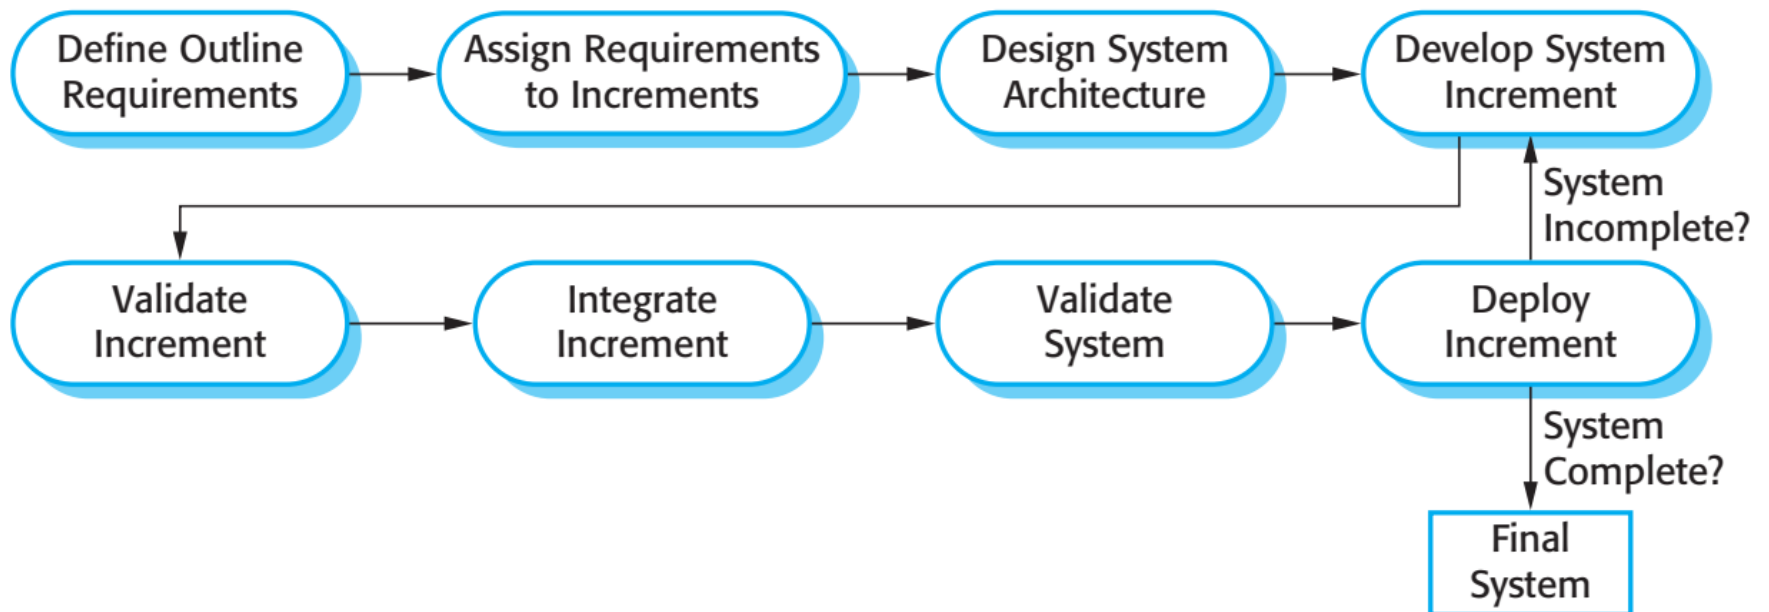 Define Outline
Requirements
Assign Requirements
to Increments
Design System
Architecture
Develop System
Increment
System
Incomplete?
Validate
Increment
Integrate
Increment
Validate
System
Deploy
Increment
System
Complete?
Final
System